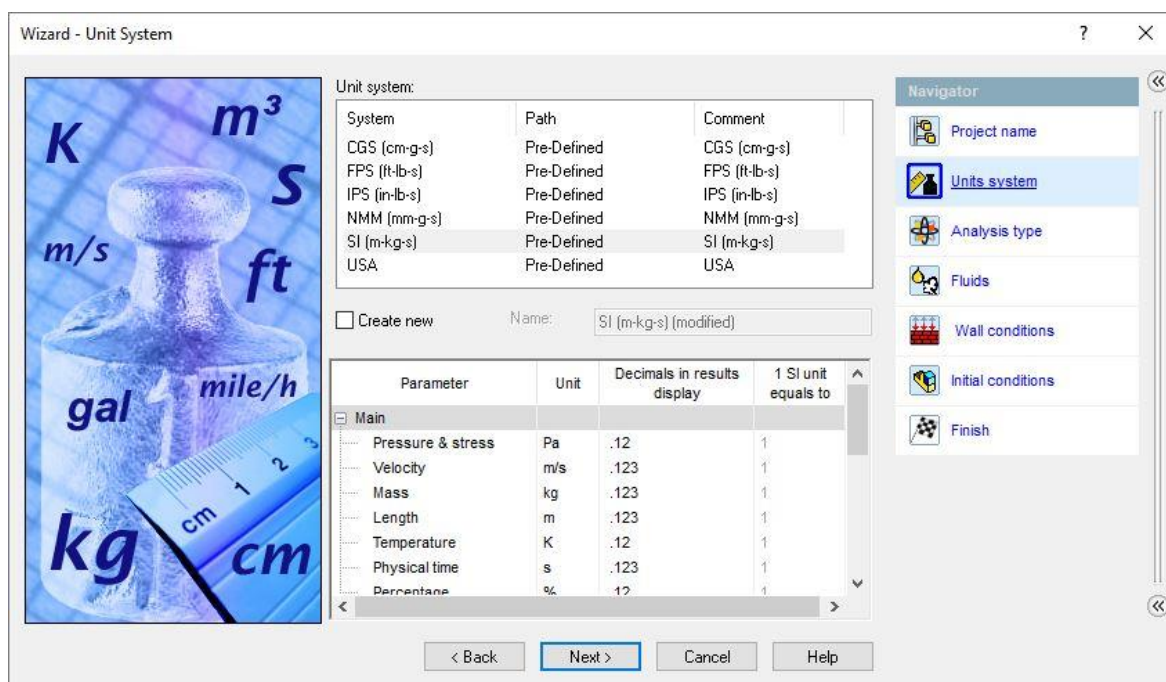 Wizard - Unit System
?
K
m³
s
m/s
ft
gal
mile/h
cm 1 2 3
kg
cm
Unit system:
System Path Comment
CGS (cm-g-s) Pre-Defined CGS (cm-g-s)
FPS (ft-lb-s) Pre-Defined FPS (ft-lb-s)
IPS (in-lb-s) Pre-Defined IPS (in-lb-s)
NMM (mm-g-s) Pre-Defined NMM (mm-g-s)
SI (m-kg-s) Pre-Defined SI (m-kg-s)
USA Pre-Defined USA
Create new Name: SI (m-kg-s) (modified)
Parameter Unit Decimals in results display 1 SI unit equals to
Main
Pressure & stress Pa .12 1
Velocity m/s .123 1
Mass kg .123 1
Length m .123 1
Temperature K .12 1
Physical time s .123 1
Percentage % .12 1
< Back Next > Cancel Help
Navigator
Project name
Units system
Analysis type
Fluids
Wall conditions
Initial conditions
Finish